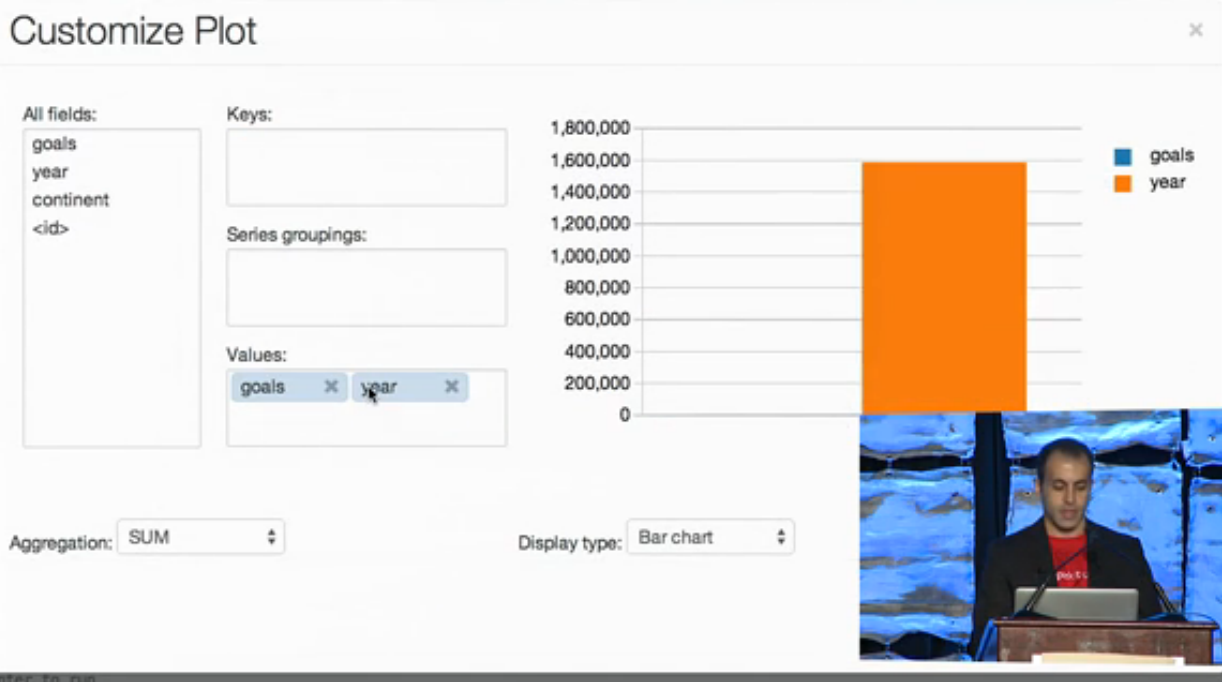 Customize Plot
×
All fields:
goals
year
continent
<id>
Keys:
Series groupings:
Values:
goals ✖ year ✖
1,800,000
1,600,000
1,400,000
1,200,000
1,000,000
800,000
600,000
400,000
200,000
0
goals
year
Aggregation: SUM
Display type: Bar chart